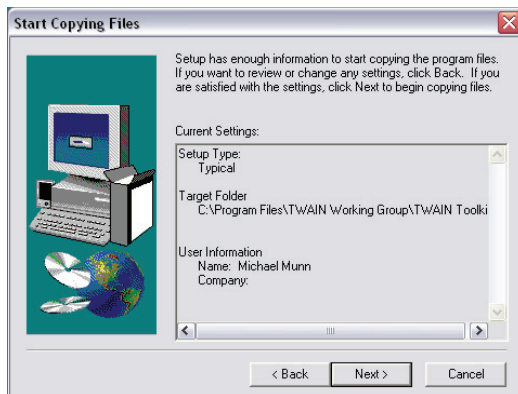 Start Copying Files
Setup has enough information to start copying the program files.
If you want to review or change any settings, click Back. If you
are satisfied with the settings, click Next to begin copying files.
Current Settings:
Setup Type:
Typical
Target Folder
C:\Program Files\TWAIN Working Group\TWAIN Toolki
User Information
Name: Michael Munn
Company:
< Back
Next >
Cancel